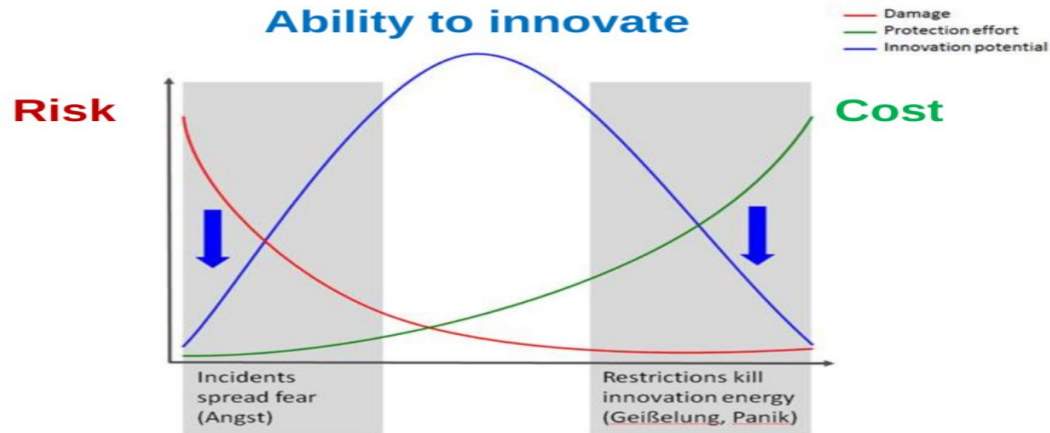 Ability to innovate
Damage
Protection effort
Innovation potential
Risk
Cost
Incidents
spread fear
(Angst)
Restrictions kill
innovation energy
(Geißelung, Panik)